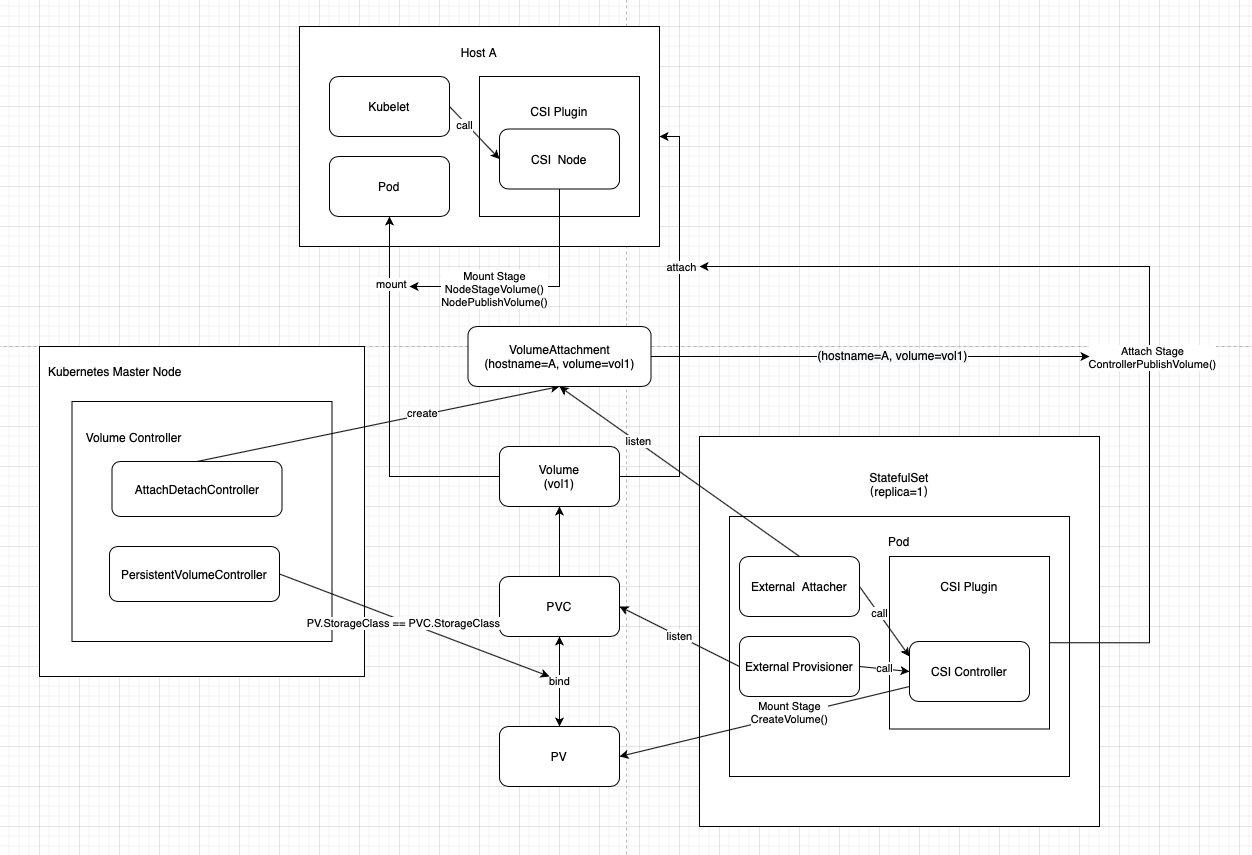 Host A
Kubelet
CSI Plugin
call
CSI  Node
Pod
attach
mount
Mount Stage
NodeStageVolume()
NodePublishVolume()
VolumeAttachment
(hostname=A, volume=vol1)
(hostname=A, volume=vol1)
Attach Stage
ControllerPublishVolume()
Kubernetes Master Node
create
Volume Controller
listen
AttachDetachController
Volume
(vol1)
StatefulSet
(replica=1)
Pod
PersistentVolumeController
External  Attacher
CSI Plugin
PVC
call
PV.StorageClass == PVC.StorageClass
listen
External Provisioner
call
CSI Controller
bind
Mount Stage
CreateVolume()
PV